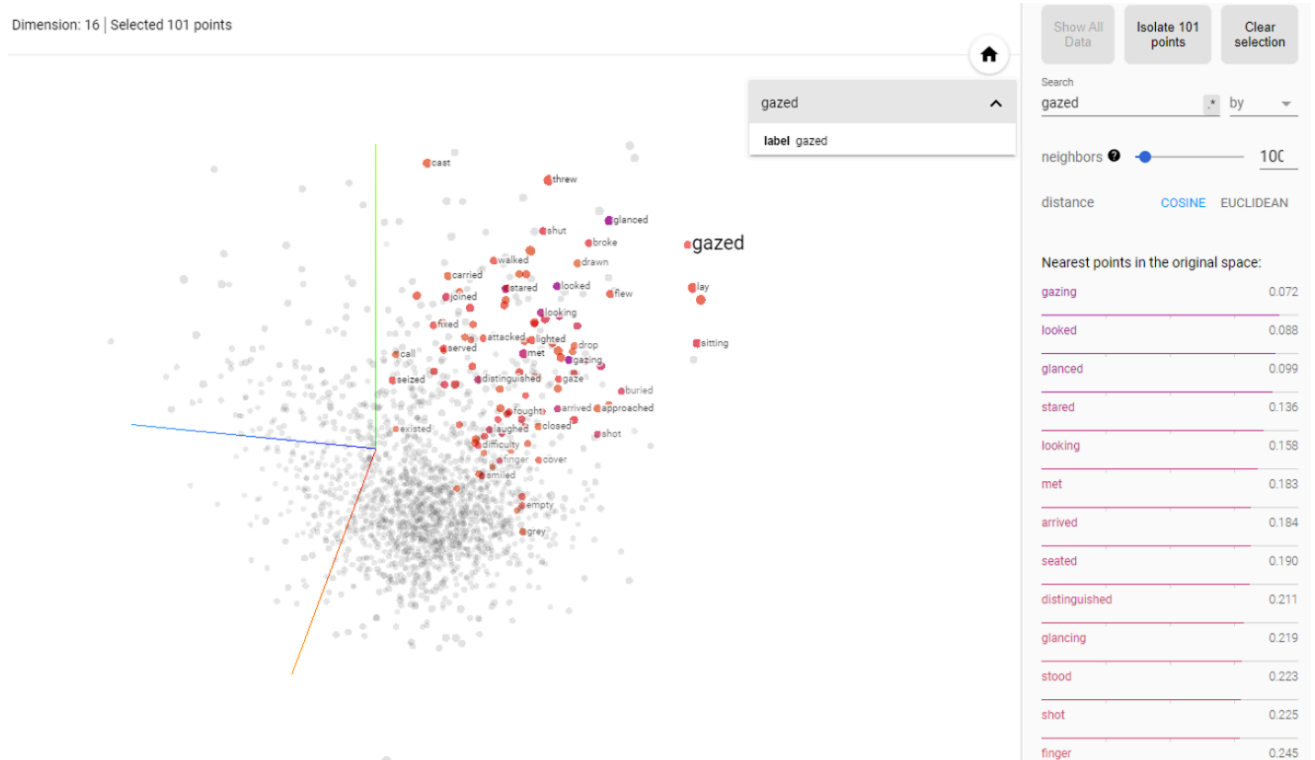 Dimension: 16 | Selected 101 points
Show All Data
Isolate 101 points
Clear selection
Search
gazed
.*
by
neighbors
100
distance
COSINE
EUCLIDEAN
Nearest points in the original space:
gazing 0.072
looked 0.088
glanced 0.099
stared 0.136
looking 0.158
met 0.183
arrived 0.184
seated 0.190
distinguished 0.211
glancing 0.219
stood 0.223
shot 0.225
finger 0.245
gazed
label gazed
cast
threw
glanced
shut
broke
gazed
walked
drawn
carried
stared
looked
lay
joined
flew
looking
fixed
attacked
lighted
drop
sitting
call
served
met
gazing
seized
distinguished
gaze
buried
fought
arrived
approached
existed
laughed
closed
shot
difficulty
finger
cover
smiled
empty
grey